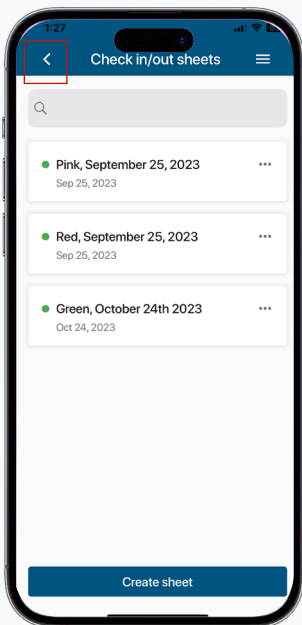 1:27
Check in/out sheets
Pink, September 25, 2023
Sep 25, 2023
Red, September 25, 2023
Sep 25, 2023
Green, October 24th 2023
Oct 24, 2023
Create sheet